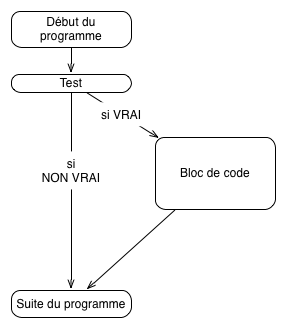 Début du
programme
Test
si VRAI
si
NON VRAI
Bloc de code
Suite du programme